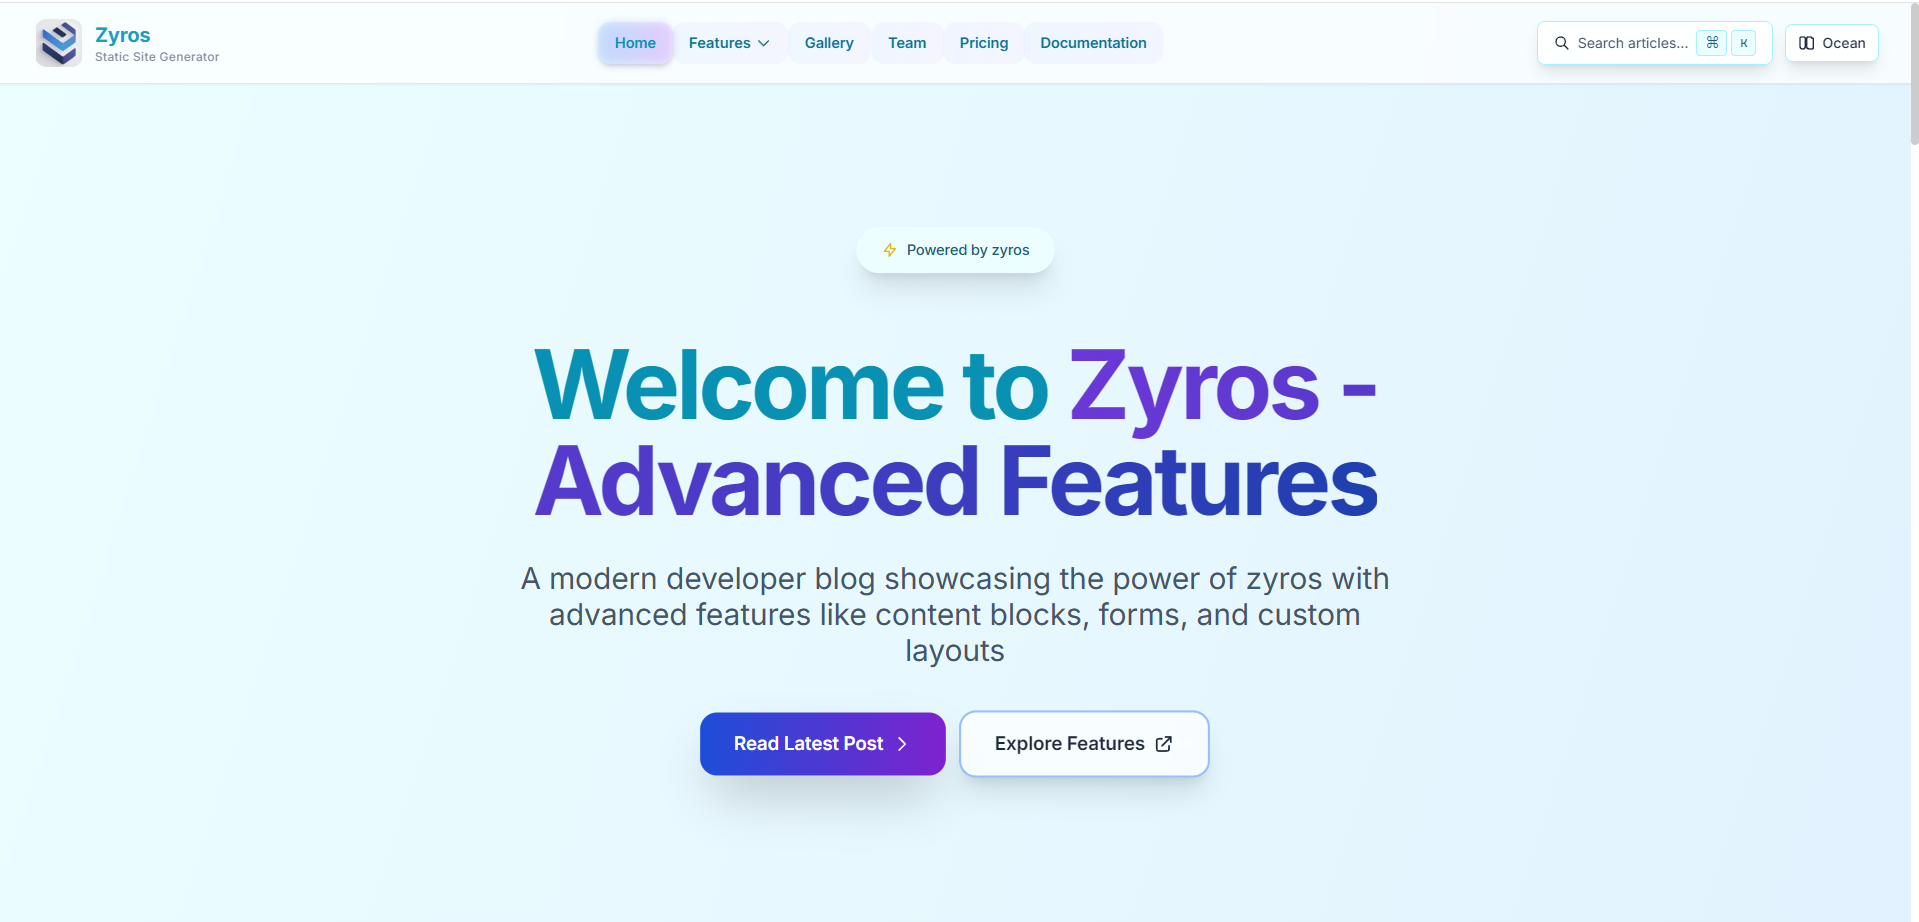 Zyros
Static Site Generator
Home
Features
Gallery
Team
Pricing
Documentation
Search articles...
⌘ K
Ocean
Powered by zyros
Welcome to Zyros -
Advanced Features
A modern developer blog showcasing the power of zyros with
advanced features like content blocks, forms, and custom
layouts
Read Latest Post
Explore Features